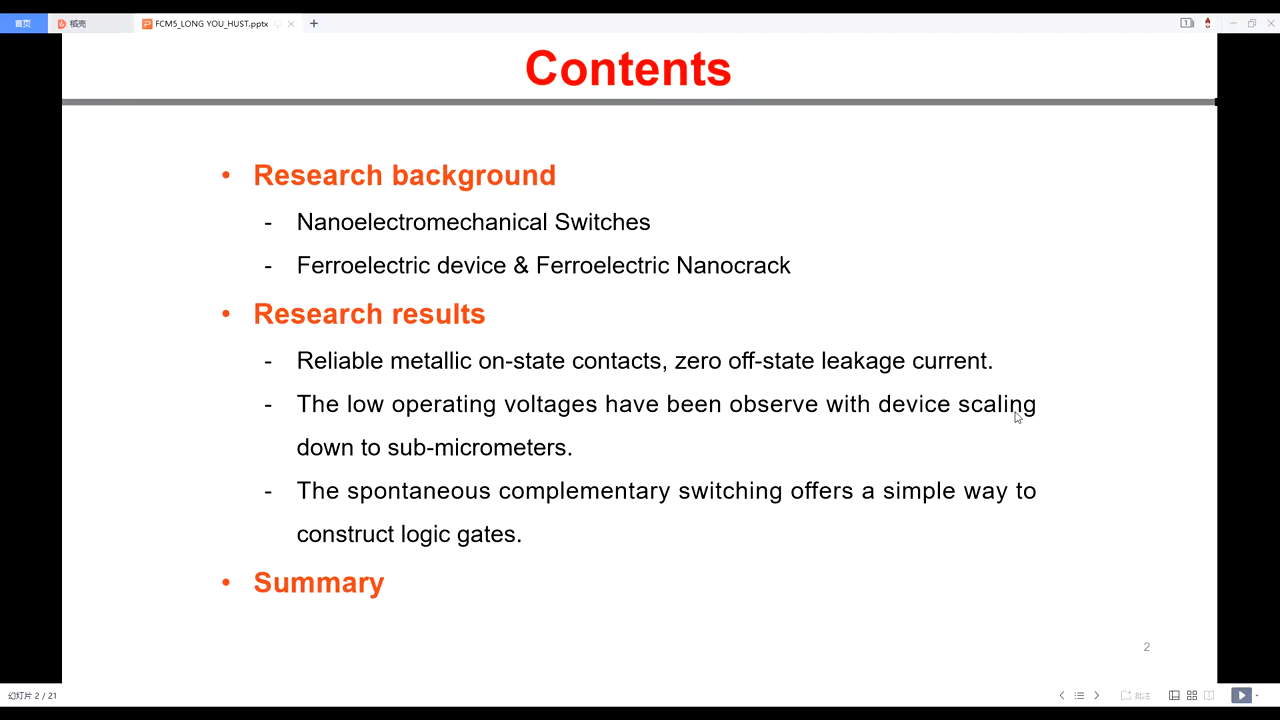 首页
稻壳
FCM5_LONG YOU_HUST.pptx
Contents
• Research background
- Nanoelectromechanical Switches
- Ferroelectric device & Ferroelectric Nanocrack
• Research results
- Reliable metallic on-state contacts, zero off-state leakage current.
- The low operating voltages have been observe with device scaling
down to sub-micrometers.
- The spontaneous complementary switching offers a simple way to
construct logic gates.
• Summary
2
幻灯片 2 / 21
批注